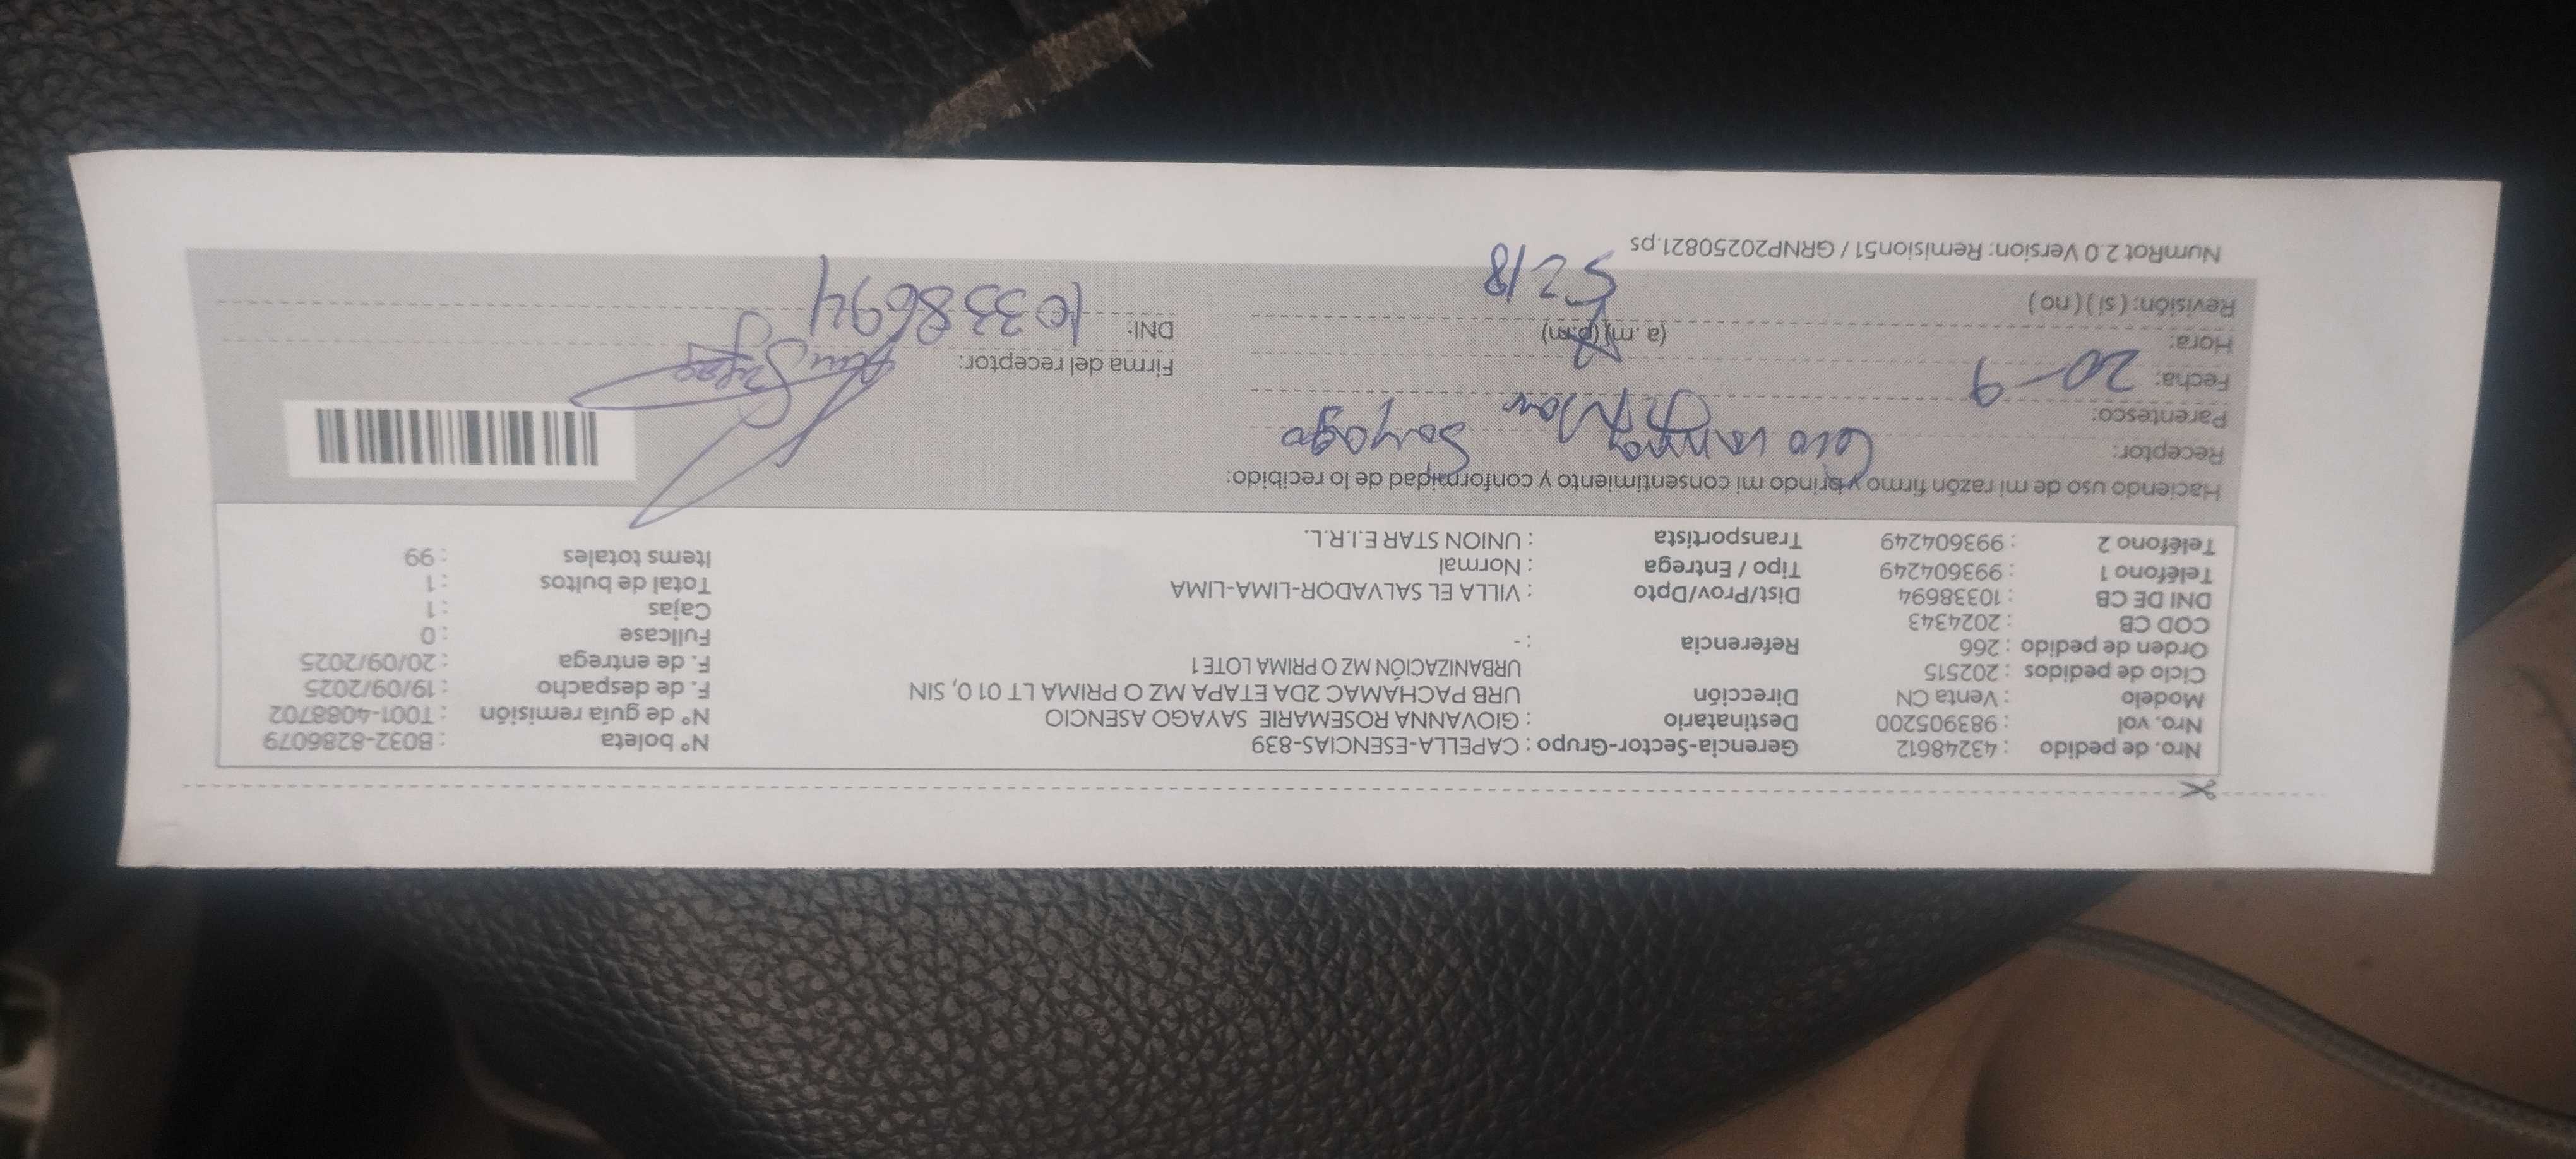 Nro. de pedido : 43248612 Gerencia-Sector-Grupo : CAPELLA-ESENCIAS-839 N° boleta : B032-8286079
Nro. vol : 983905200 Destinatario : GIOVANNA ROSEMARIE SAYAGO ASENCIO N° de guía remisión : T001-4088702
Modelo : Venta CN Dirección URB PACHAMAC 2DA ETAPA MZ O PRIMA LT 01 0, SIN F. de despacho : 19/09/2025
Ciclo de pedidos : 202515 URBANIZACIÓN MZ O PRIMA LOTE1 F. de entrega : 20/09/2025
Orden de pedido : 266 Referencia : - Fullcase : 0
COD CB : 2024343 Cajas : 1
DNI DE CB : 10338694 Dist/Prov/Dpto : VILLA EL SALVADOR-LIMA-LIMA Total de bultos : 1
Teléfono 1 : 993604249 Tipo / Entrega : Normal Items totales : 99
Teléfono 2 : 993604249 Transportista : UNION STAR E.I.R.L.
Haciendo uso de mi razón firmo y brindo mi consentimiento y conformidad de lo recibido:
Receptor: Sayago
Parentesco:
Fecha: 20-9 Firma del receptor:
Hora: (a. m) (p.m) DNI: 10338694
Revisión: (si) (no)
NumRot 2.0 Version: Remision51 / GRNP20250821.ps